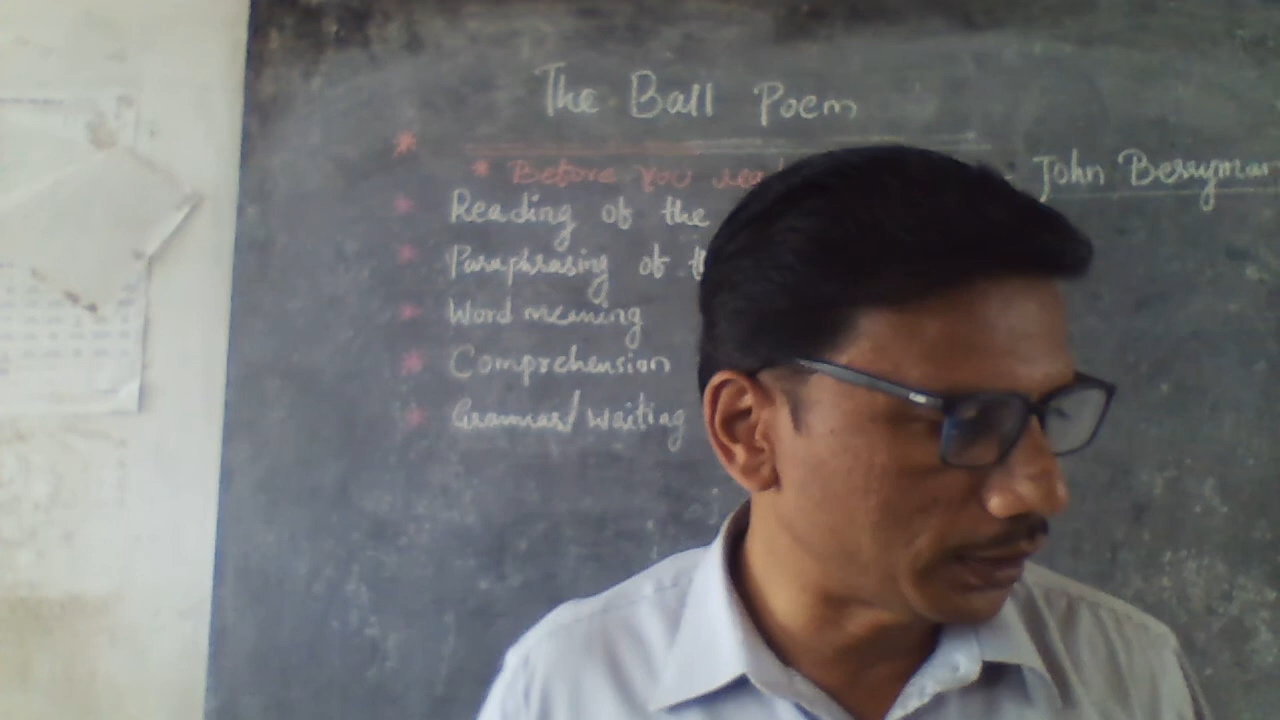 The Ball Poem
* 
* Before you read
- John Berryman
* Reading of the
* Paraphrasing of
* Word meaning
* Comprehension
* Grammar/ Writing